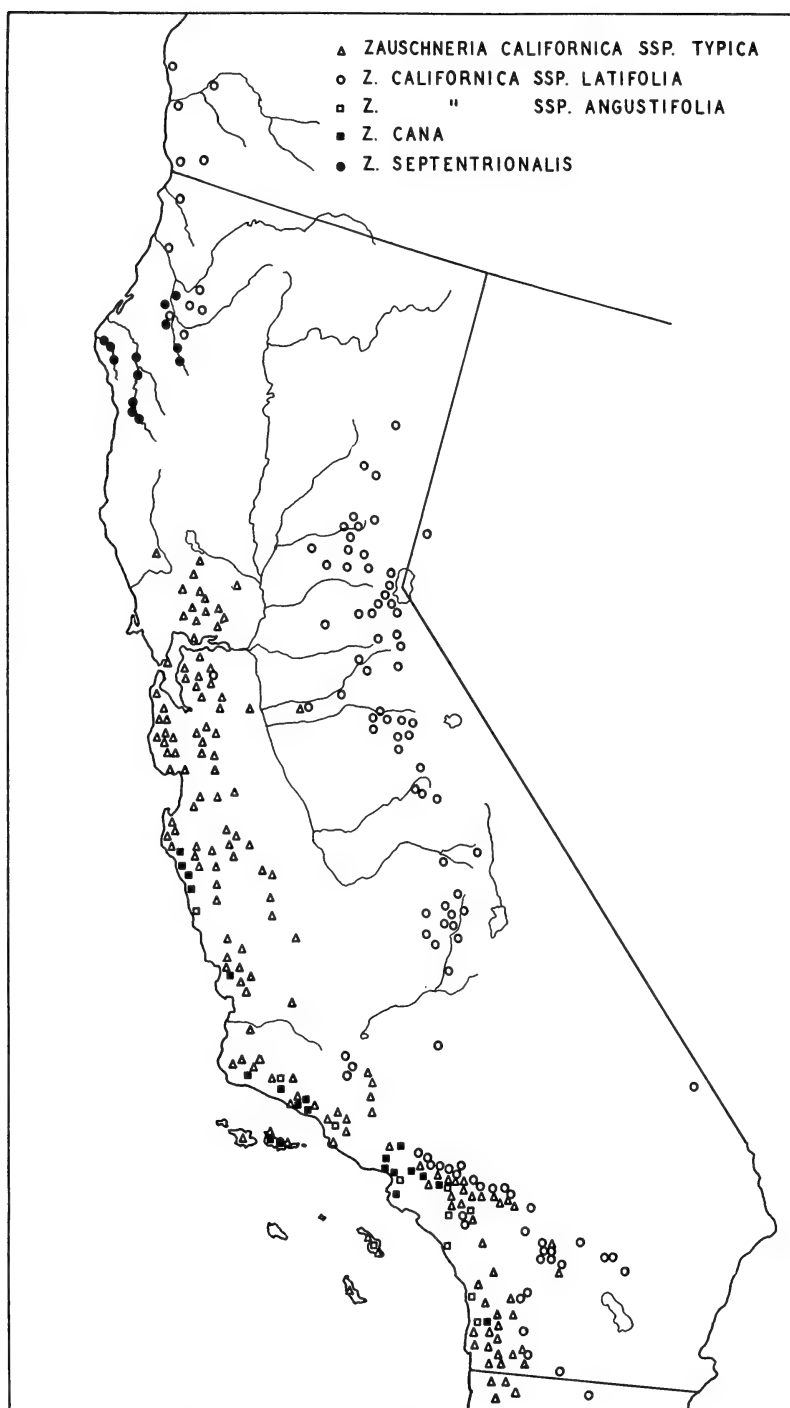 △ ZAUSCHNERIA CALIFORNICA SSP. TYPICA
○ Z. CALIFORNICA SSP. LATIFOLIA
□ Z. " SSP. ANGUSTIFOLIA
■ Z. CANA
● Z. SEPTENTRIONALIS